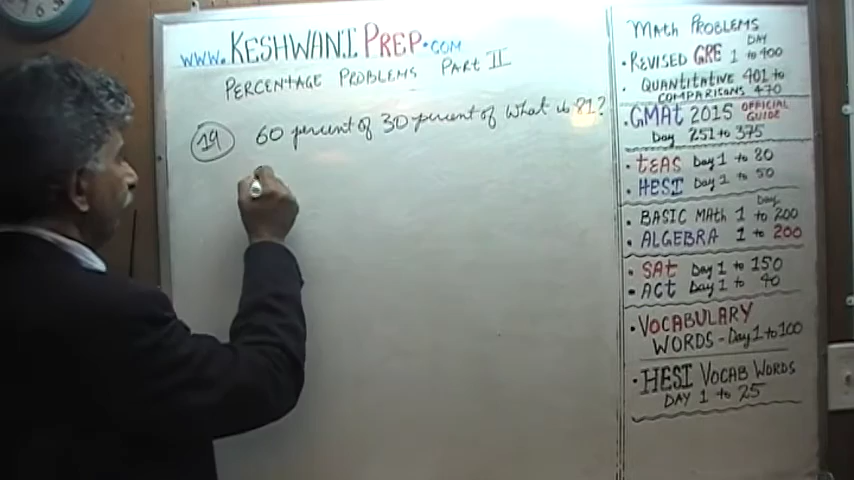 www.KESHWANIPREP.COM
PERCENTAGE PROBLEMS PART II
19 60 percent of 30 percent of what is 81?
MATH PROBLEMS
DAY
• REVISED GRE 1 to 400
• QUANTITATIVE 401 to
COMPARISONS 470
• GMAT 2015 OFFICIAL
GUIDE
Day 251 to 375
• tEAS Day 1 to 20
• HESI Day 1 to 50
Day
• BASIC MAth 1 to 200
• ALGEBRA 1 to 200
• SAt Day 1 to 150
• ACt Day 1 to 40
• VOCABULARY
WORDS - Day 1 to 100
• HESI VOCAB WORDS
DAY 1 to 25